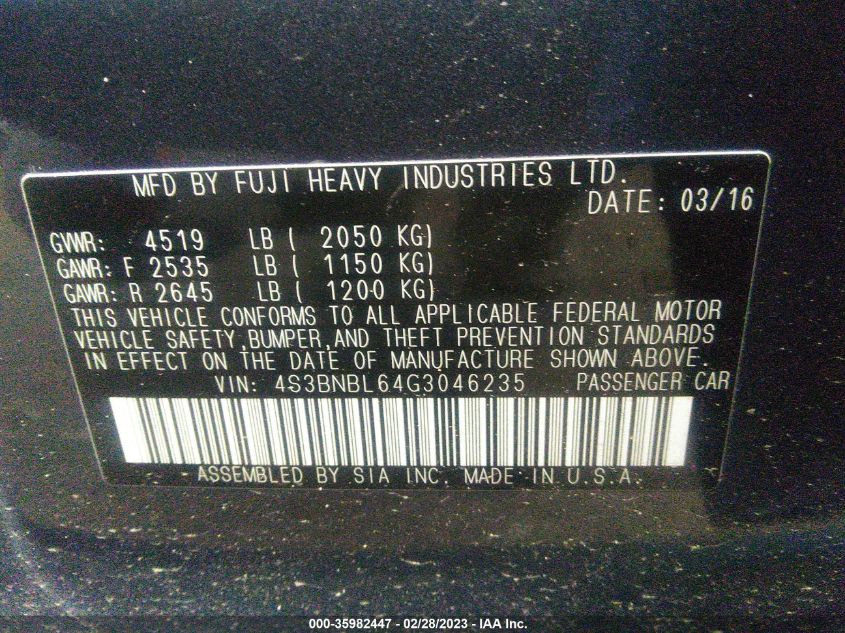 MFD BY FUJI HEAVY INDUSTRIES LTD.
DATE: 03/16
GVWR: 4519 LB ( 2050 KG)
GAWR: F 2535 LB ( 1150 KG)
GAWR: R 2645 LB ( 1200 KG)
THIS VEHICLE CONFORMS TO ALL APPLICABLE FEDERAL MOTOR
VEHICLE SAFETY,BUMPER,AND THEFT PREVENTION STANDARDS
IN EFFECT ON THE DATE OF MANUFACTURE SHOWN ABOVE.
VIN: 4S3BNBL64G3046235 PASSENGER CAR
ASSEMBLED BY SIA INC. MADE IN U.S.A.
000-35982447 - 02/28/2023 - IAA Inc.